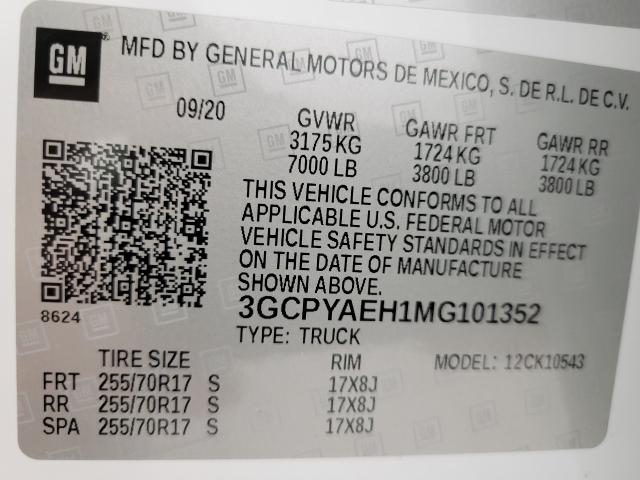 GM
MFD BY GENERAL MOTORS DE MEXICO, S. DE R.L. DE C.V.
09/20
GVWR GAWR FRT GAWR RR
3175 KG 1724 KG 1724 KG
7000 LB 3800 LB 3800 LB
THIS VEHICLE CONFORMS TO ALL
APPLICABLE U.S. FEDERAL MOTOR
VEHICLE SAFETY STANDARDS IN EFFECT
ON THE DATE OF MANUFACTURE
SHOWN ABOVE.
8624
3GCPYAEH1MG101352
TYPE: TRUCK
TIRE SIZE RIM MODEL: 12CK10543
FRT 255/70R17 S 17X8J
RR 255/70R17 S 17X8J
SPA 255/70R17 S 17X8J